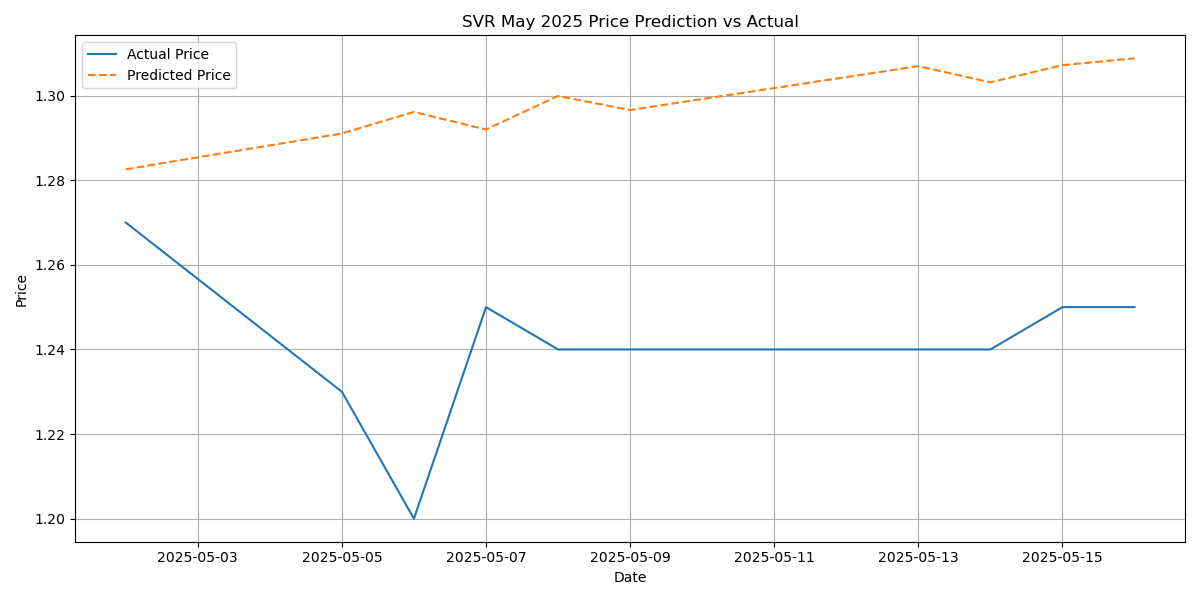 SVR May 2025 Price Prediction vs Actual
Actual Price
Predicted Price
1.30
1.28
1.26
1.24
1.22
1.20
Price
2025-05-03
2025-05-05
2025-05-07
2025-05-09
2025-05-11
2025-05-13
2025-05-15
Date